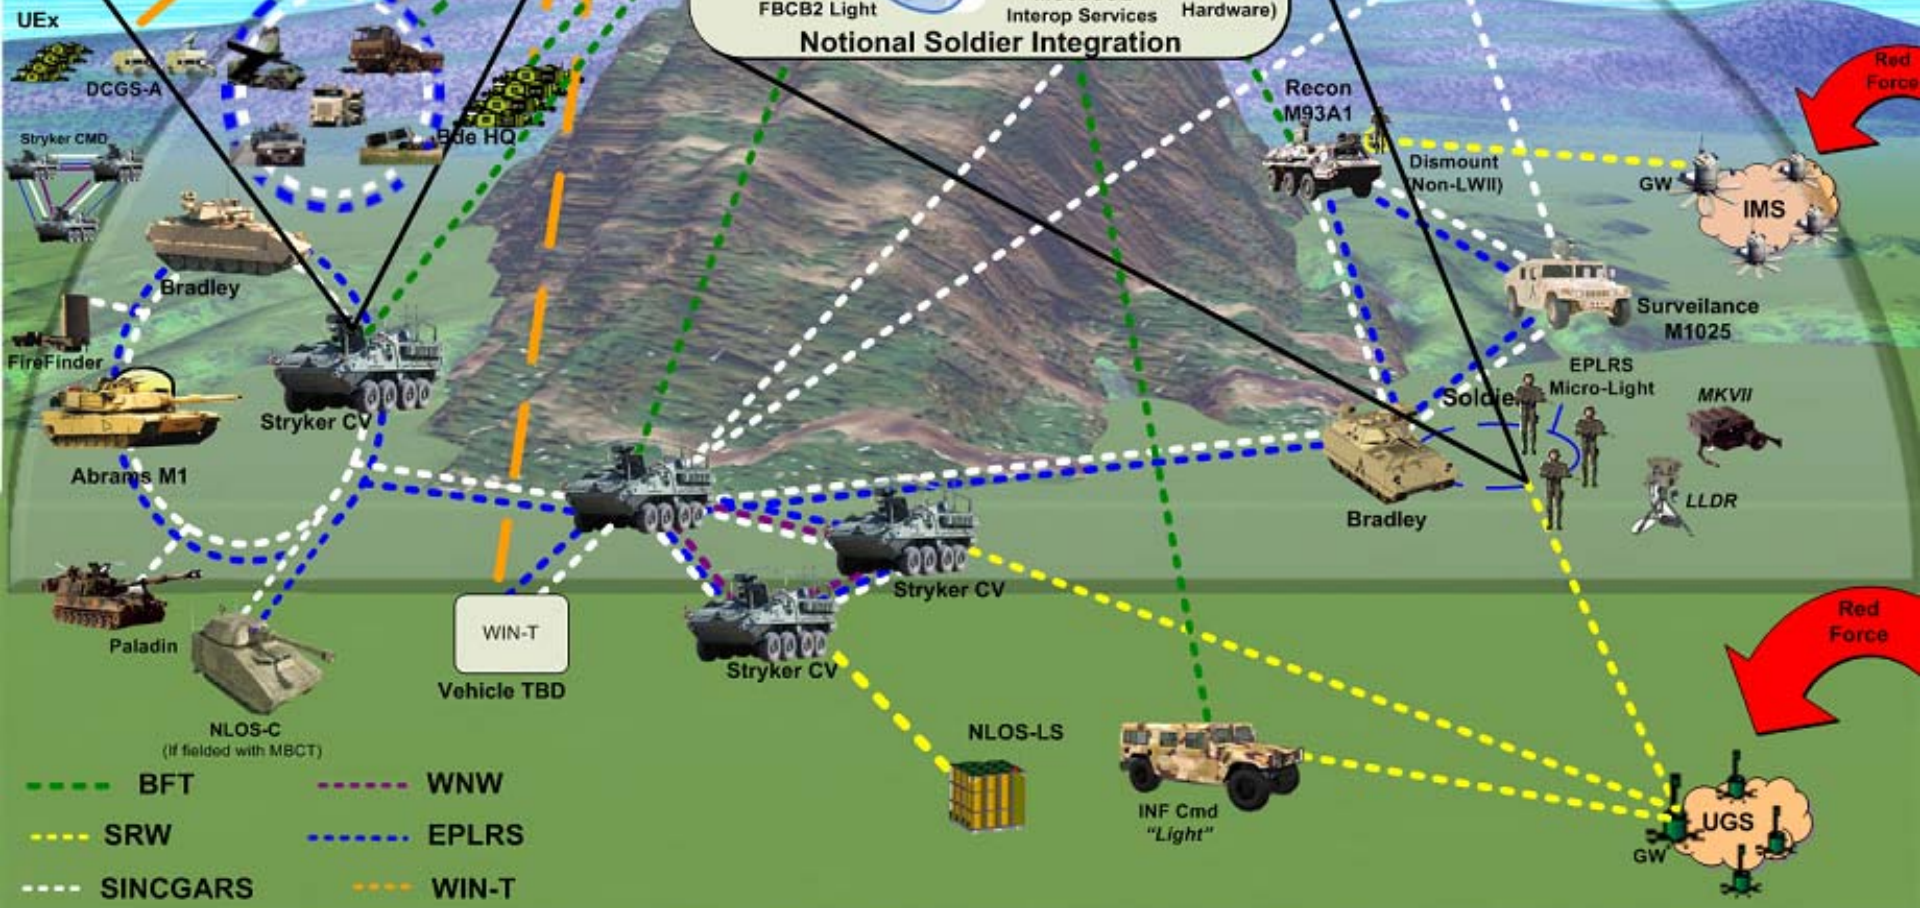 UEx
FBCB2 Light
Interop Services
Hardware)
Notional Soldier Integration
DCGS-A
Bde HQ
Stryker CMD
Recon
M93A1
Red
Force
Dismount
(Non-LWII)
GW
IMS
Bradley
FireFinder
Stryker CV
Abrams M1
Surveilance
M1025
EPLRS
Micro-Light
Soldier
MKVII
LLDR
Bradley
Stryker CV
Paladin
WIN-T
Vehicle TBD
Stryker CV
Red
Force
NLOS-C
(If fielded with MBCT)
NLOS-LS
INF Cmd
"Light"
UGS
GW
BFT
WNW
SRW
EPLRS
SINCGARS
WIN-T